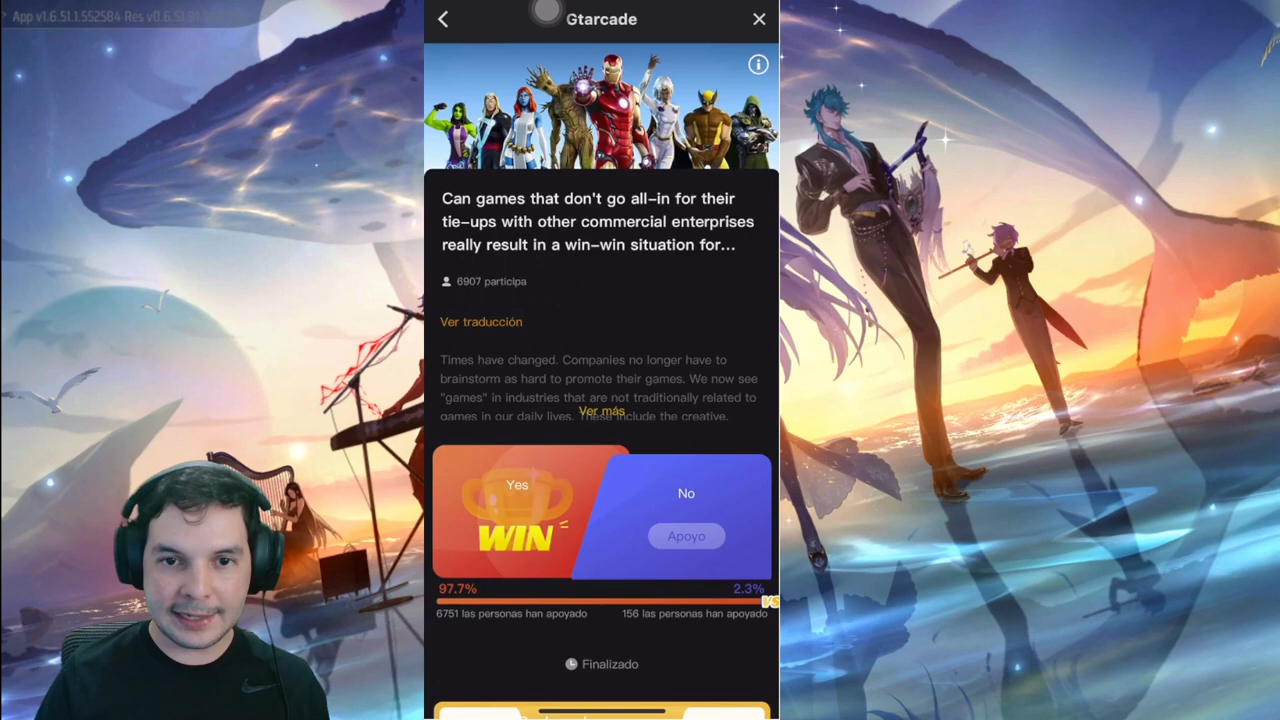 App v1.6.51.1.552584 Res v0.6.51.91
Gtarcade
Can games that don't go all-in for their
tie-ups with other commercial enterprises
really result in a win-win situation for...
6907 participa
Ver traducción
Times have changed. Companies no longer have to
brainstorm as hard to promote their games. We now see
"games" in industries that are not traditionally related to
games in our daily lives. These include the creative.
Ver más
Yes
WIN
No
Apoyo
97.7%
2.3%
VS
6751 las personas han apoyado
156 las personas han apoyado
Finalizado